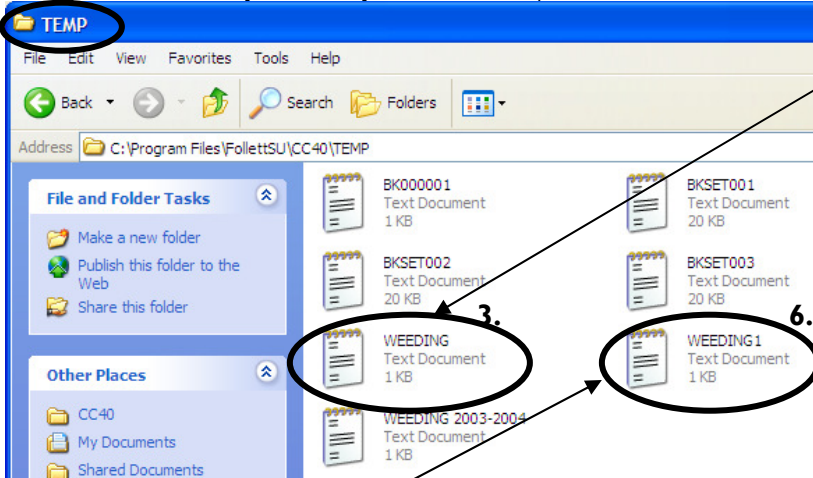 TEMP
File Edit View Favorites Tools Help
Back Search Folders
Address C:\Program Files\FollettSU\CC40\TEMP
File and Folder Tasks
Make a new folder
Publish this folder to the
Web
Share this folder
Other Places
CC40
My Documents
Shared Documents
BK000001
Text Document
1 KB
BKSET001
Text Document
20 KB
BKSET002
Text Document
20 KB
BKSET003
Text Document
20 KB
3.
WEEDING
Text Document
1 KB
6.
WEEDING1
Text Document
1 KB
WEEDING 2003-2004
Text Document
1 KB